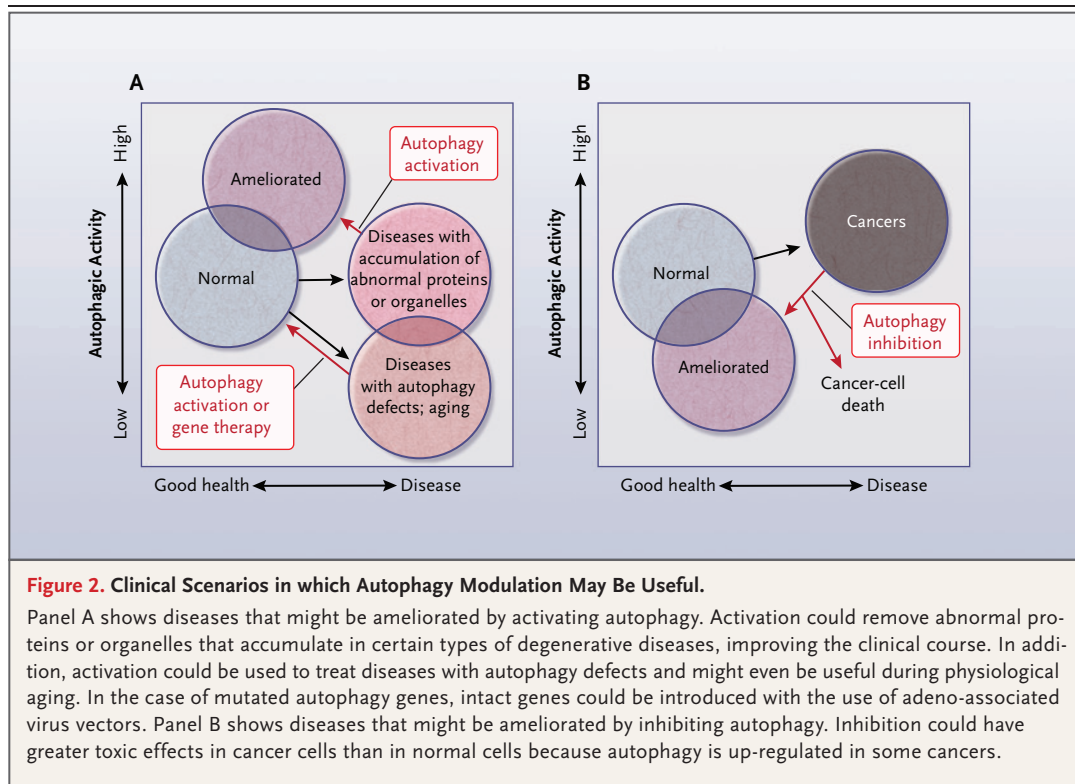 A
High
Autophagic Activity
Low
Ameliorated
Autophagy
activation
Normal
Diseases with
accumulation of
abnormal proteins
or organelles
Autophagy
activation or
gene therapy
Diseases
with autophagy
defects; aging
Good health
Disease
B
High
Autophagic Activity
Low
Cancers
Normal
Autophagy
inhibition
Ameliorated
Cancer-cell
death
Good health
Disease
Figure 2. Clinical Scenarios in which Autophagy Modulation May Be Useful.
Panel A shows diseases that might be ameliorated by activating autophagy. Activation could remove abnormal pro-
teins or organelles that accumulate in certain types of degenerative diseases, improving the clinical course. In addi-
tion, activation could be used to treat diseases with autophagy defects and might even be useful during physiological
aging. In the case of mutated autophagy genes, intact genes could be introduced with the use of adeno-associated
virus vectors. Panel B shows diseases that might be ameliorated by inhibiting autophagy. Inhibition could have
greater toxic effects in cancer cells than in normal cells because autophagy is up-regulated in some cancers.